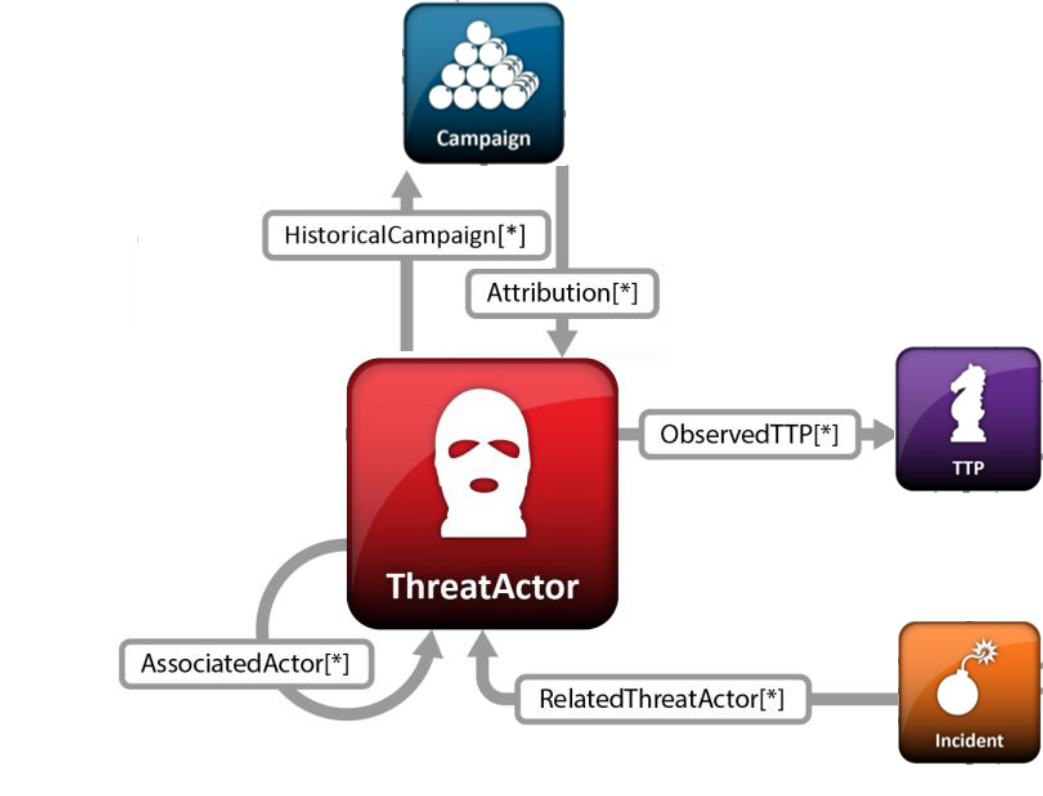 Campaign
HistoricalCampaign[*]
Attribution[*]
ObservedTTP[*]
TTP
ThreatActor
AssociatedActor[*]
RelatedThreatActor[*]
Incident